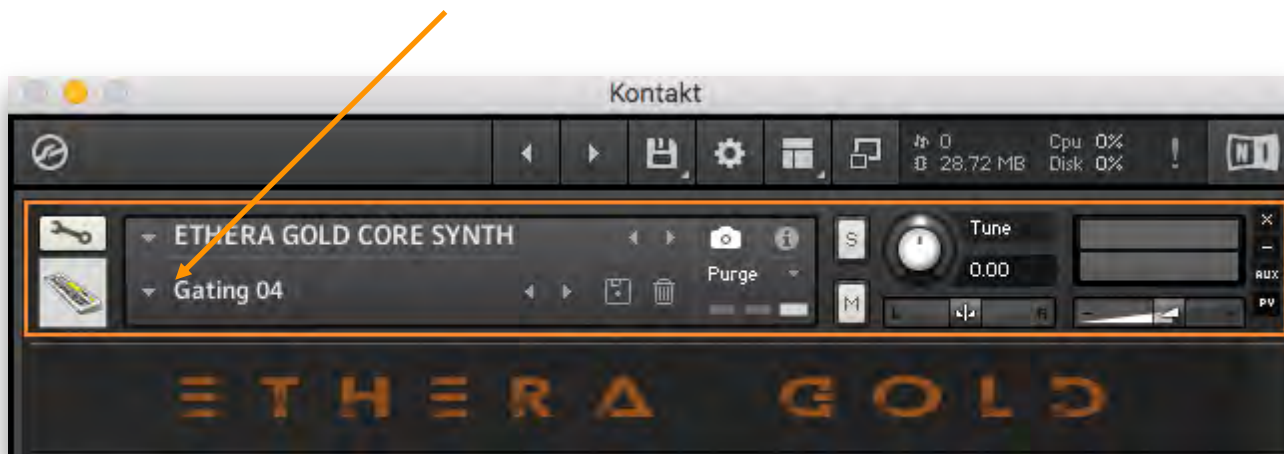 Kontakt
0 Cpu 0%
28.72 MB Disk 0% ! NI
ETHERA GOLD CORE SYNTH i S Tune ×
Purge 0.00 –
Gating 04 M L R AUX
PV
ETHERA GOLD